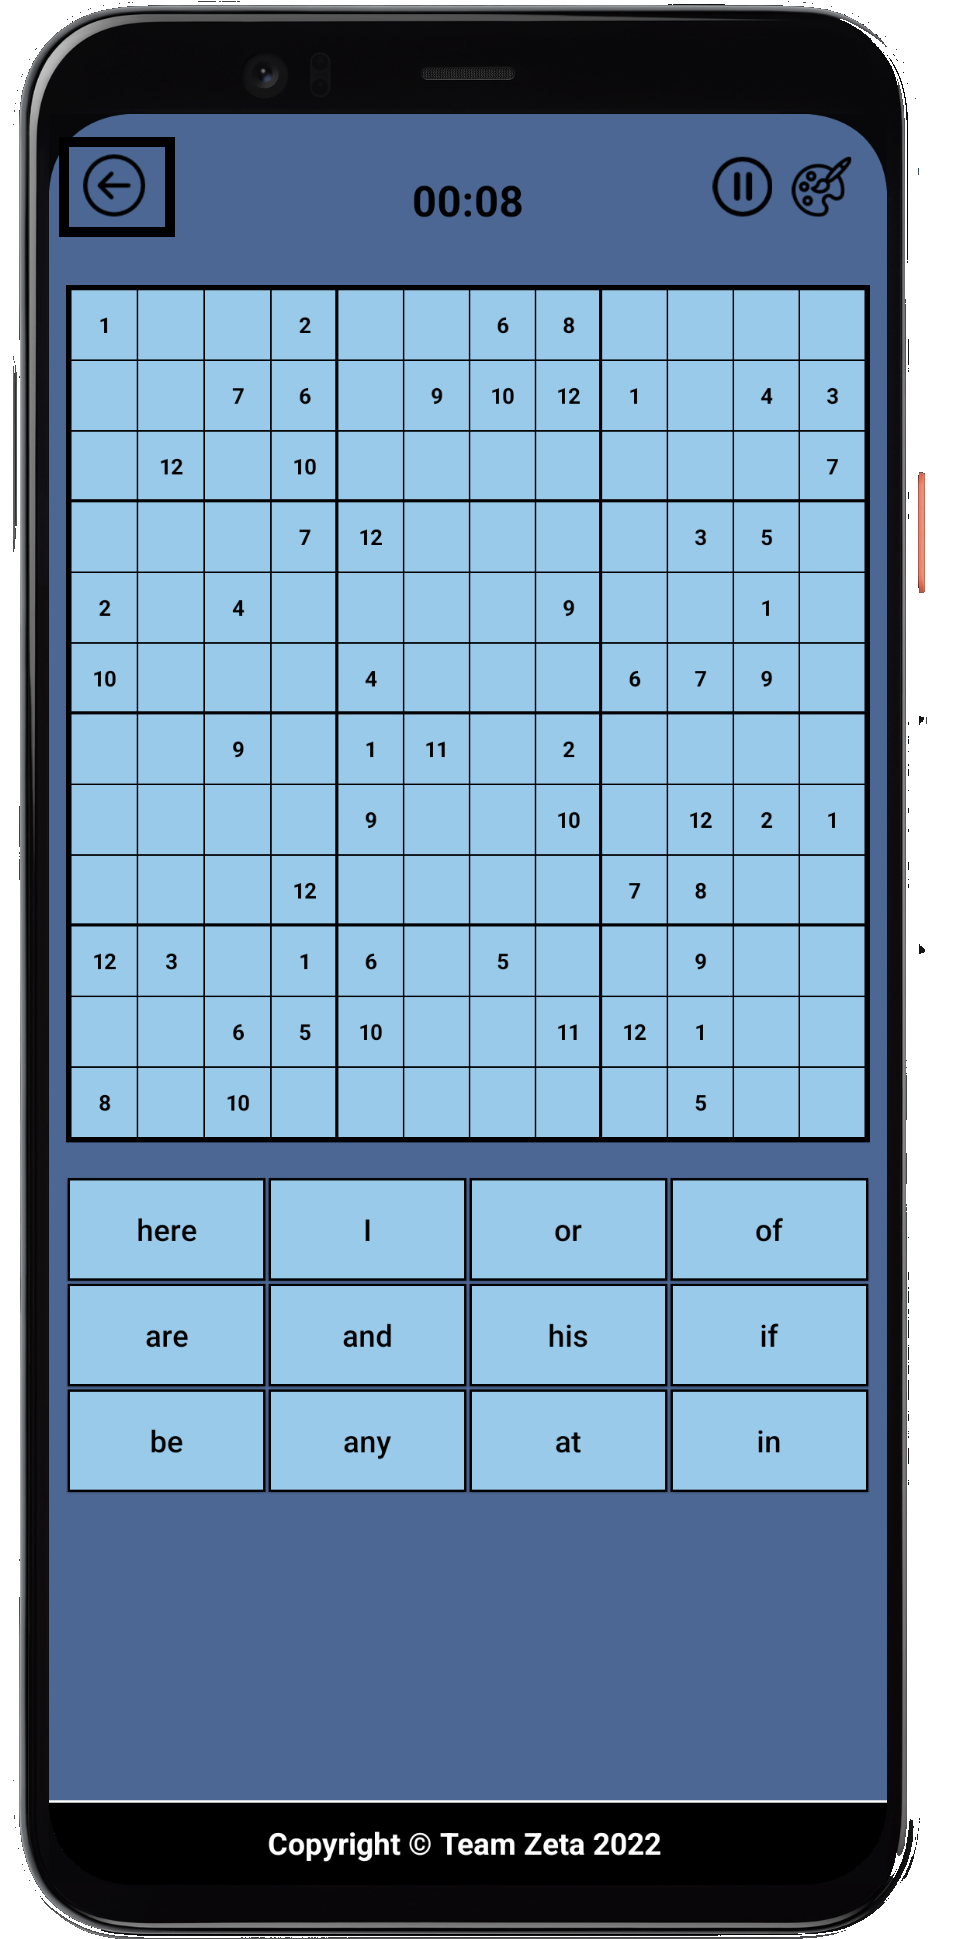 00:08
1 2 6 8
7 6 9 10 12 1 4 3
12 10 7
7 12 3 5
2 4 9 1
10 4 6 7 9
9 1 11 2
9 10 12 2 1
12 7 8
12 3 1 6 5 9
6 5 10 11 12 1
8 10 5
here I or of
are and his if
be any at in
Copyright © Team Zeta 2022